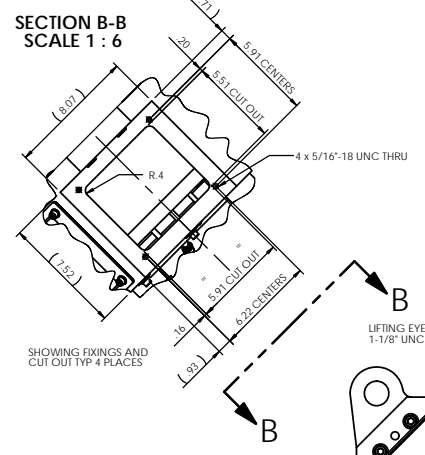 SECTION B-B
SCALE 1 : 6
.71)
.20
5.91 CENTERS
5.51 CUT OUT
( 8.07 )
4 x 5/16"-18 UNC THRU
R.4
=
=
( 7.52 )
5.91 CUT OUT
6.22 CENTERS
.16
( .93 )
SHOWING FIXINGS AND
CUT OUT TYP 4 PLACES
B
LIFTING EYE
1-1/8" UNC
B